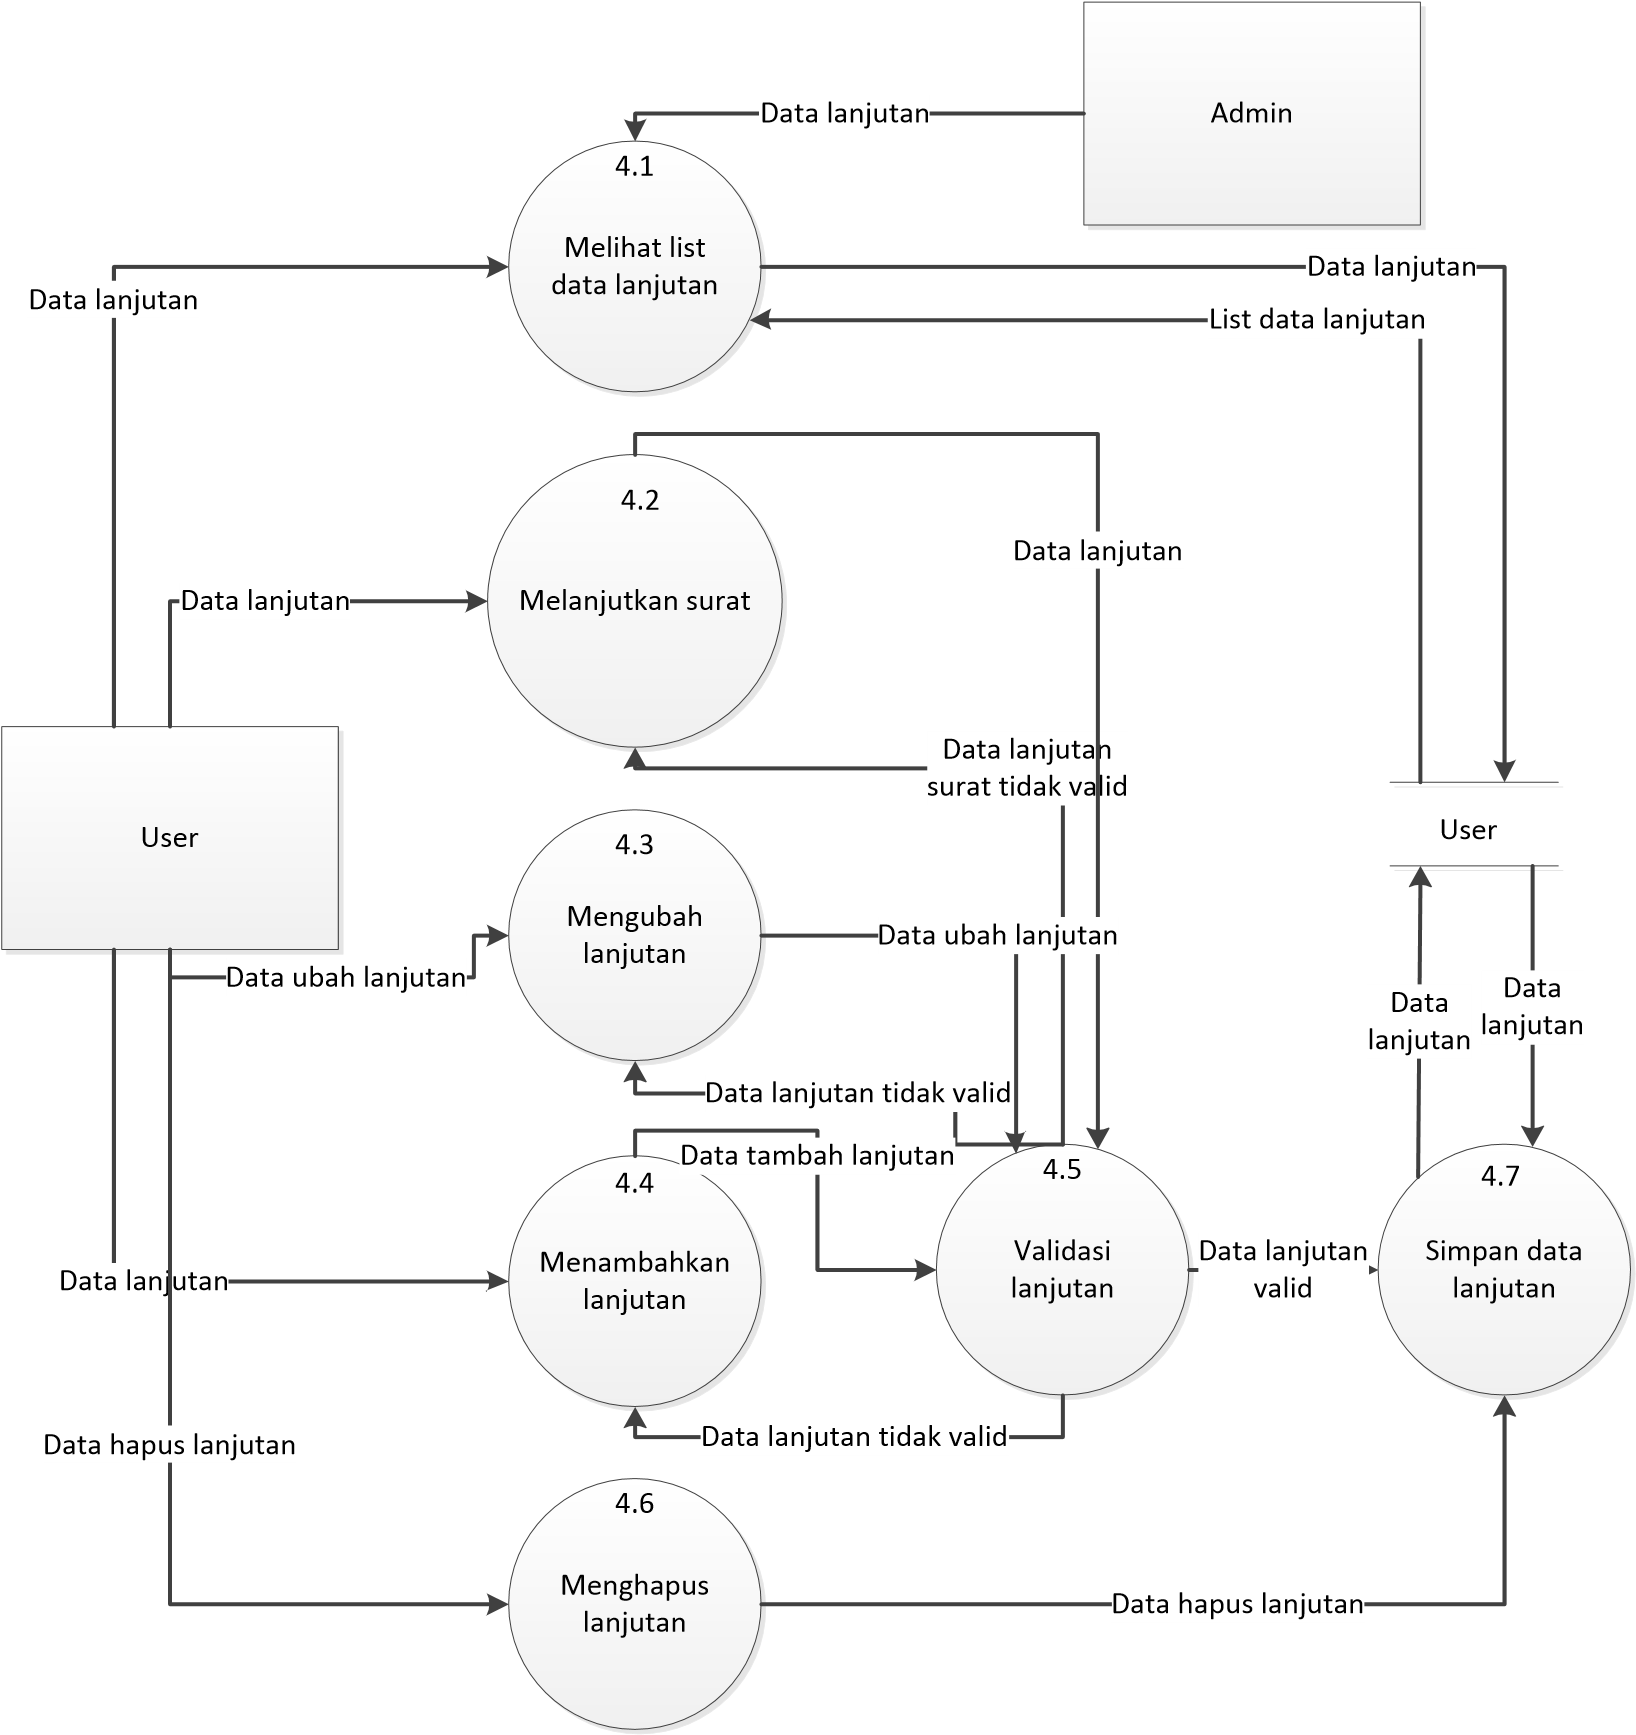 Admin
Data lanjutan
4.1
Melihat list
data lanjutan
Data lanjutan
Data lanjutan
List data lanjutan
4.2
Melanjutkan surat
Data lanjutan
Data lanjutan
Data lanjutan
surat tidak valid
User
User
4.3
Mengubah
lanjutan
Data ubah lanjutan
Data ubah lanjutan
Data
lanjutan
Data
lanjutan
Data lanjutan tidak valid
Data tambah lanjutan
4.4
Menambahkan
lanjutan
Data lanjutan
4.5
Validasi
lanjutan
Data lanjutan
valid
4.7
Simpan data
lanjutan
Data lanjutan tidak valid
Data hapus lanjutan
4.6
Menghapus
lanjutan
Data hapus lanjutan